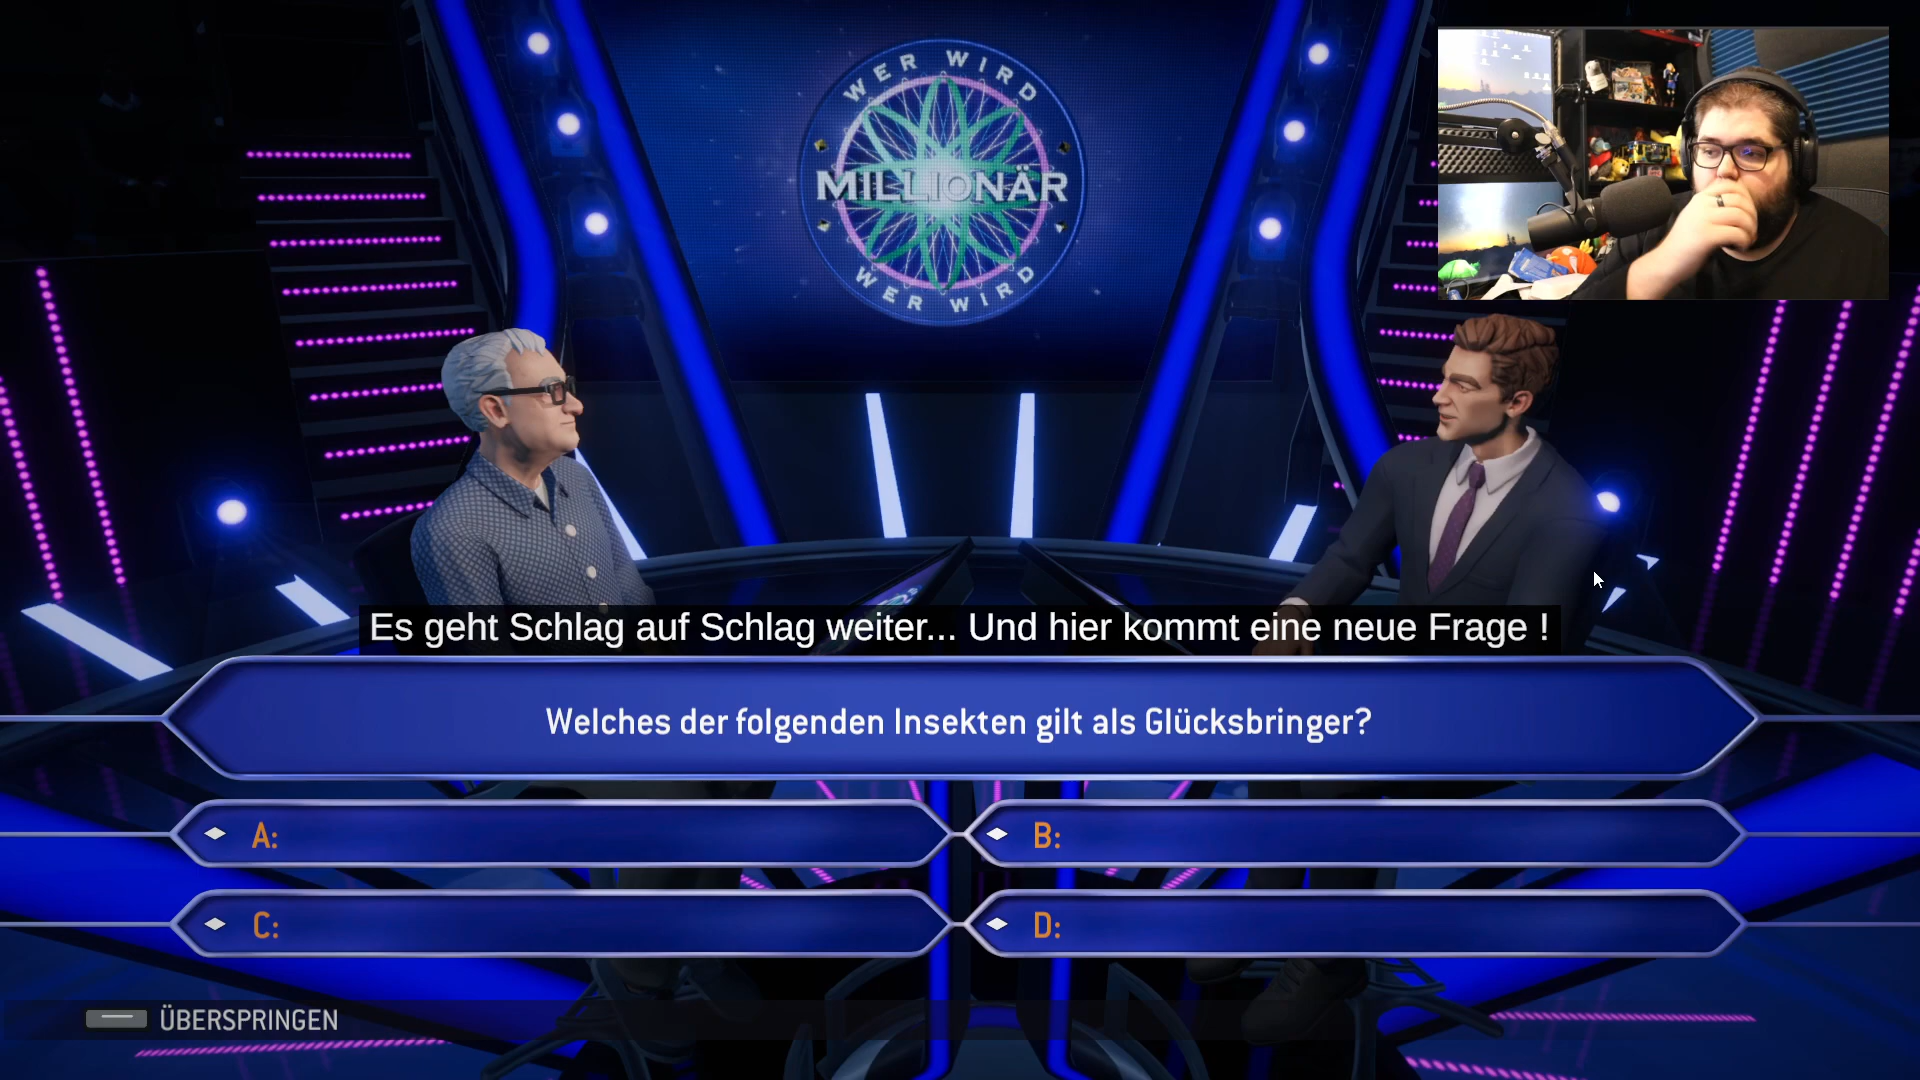 WER WIRD
MILLIONÄR
WER WIRD
Es geht Schlag auf Schlag weiter... Und hier kommt eine neue Frage !
Welches der folgenden Insekten gilt als Glücksbringer?
A:
B:
C:
D:
ÜBERSPRINGEN